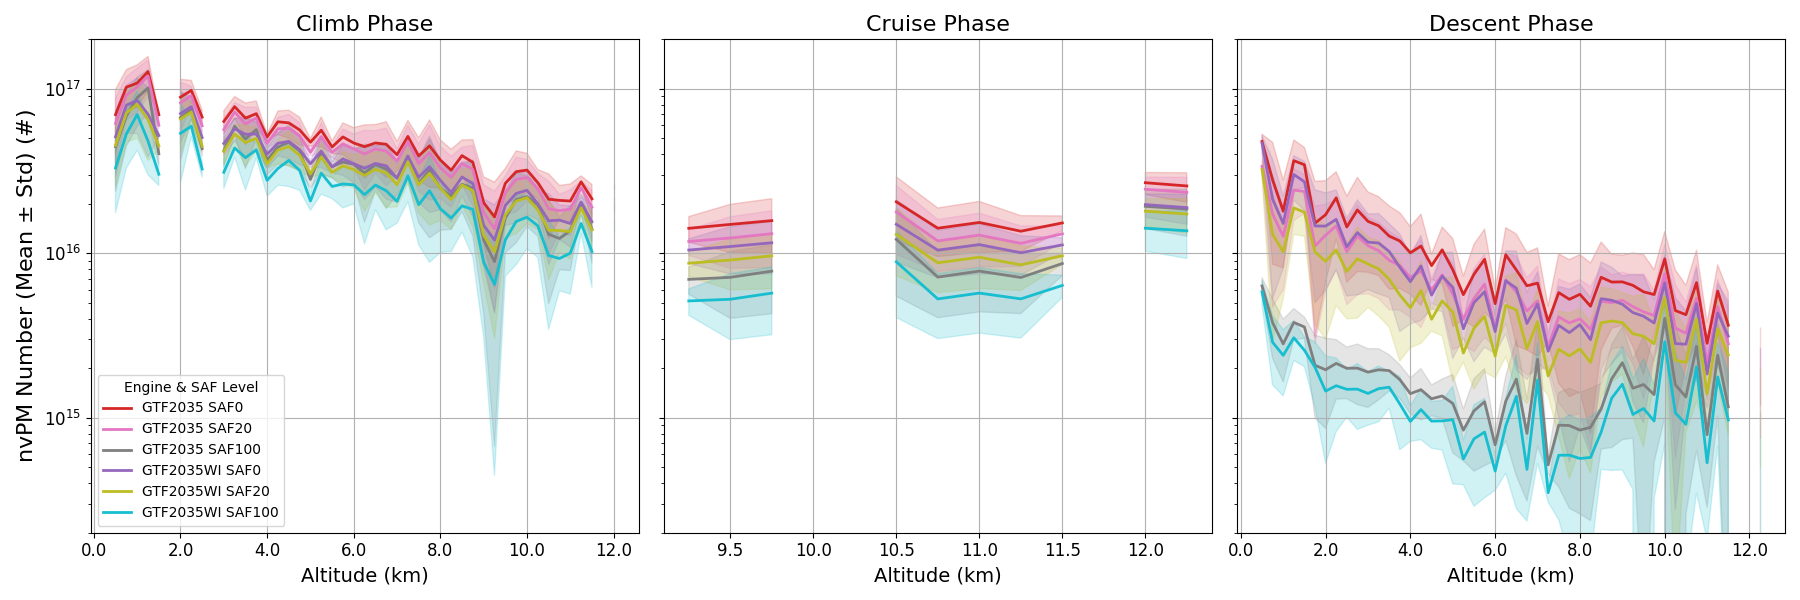 Climb Phase
Cruise Phase
Descent Phase
nvPM Number (Mean ± Std) (#)
10^17
10^16
10^15
Engine & SAF Level
GTF2035 SAF0
GTF2035 SAF20
GTF2035 SAF100
GTF2035WI SAF0
GTF2035WI SAF20
GTF2035WI SAF100
0.0 2.0 4.0 6.0 8.0 10.0 12.0
9.5 10.0 10.5 11.0 11.5 12.0
0.0 2.0 4.0 6.0 8.0 10.0 12.0
Altitude (km)
Altitude (km)
Altitude (km)